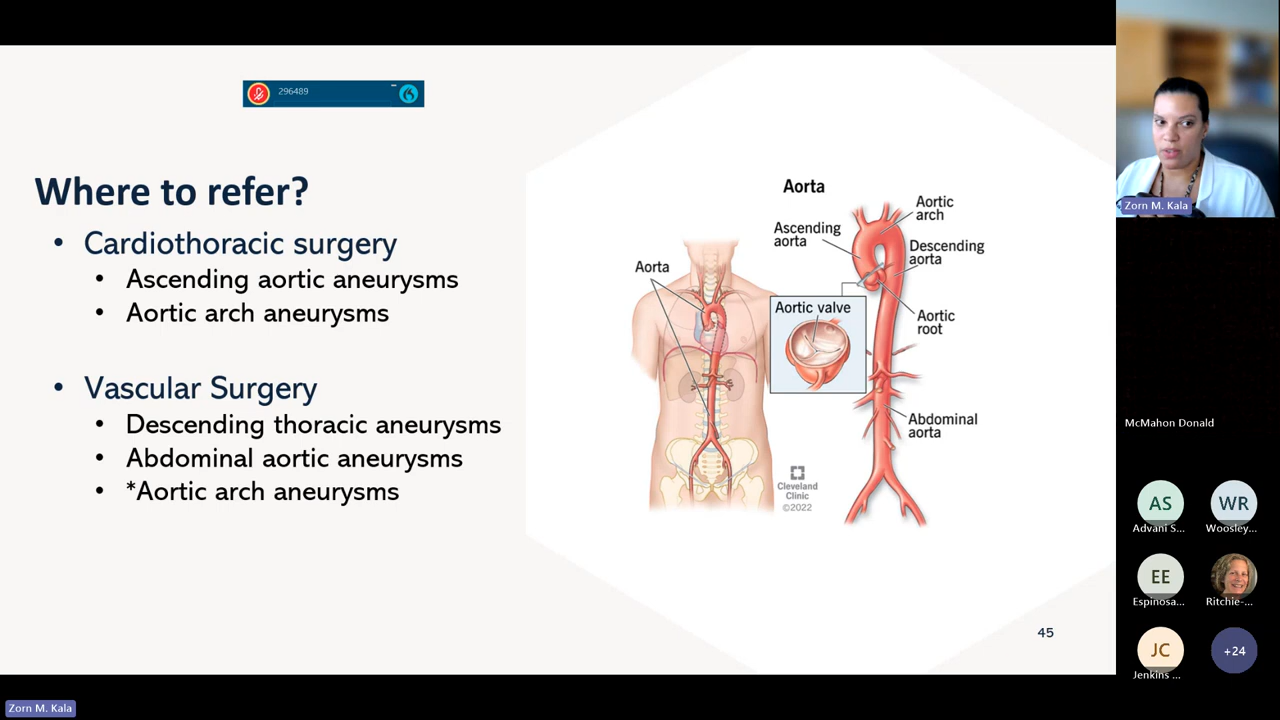 296489
Where to refer?
• Cardiothoracic surgery
• Ascending aortic aneurysms
• Aortic arch aneurysms
• Vascular Surgery
• Descending thoracic aneurysms
• Abdominal aortic aneurysms
• *Aortic arch aneurysms
Aorta
Aortic
arch
Ascending
aorta
Descending
aorta
Aorta
Aortic valve
Aortic
root
Abdominal
aorta
Cleveland
Clinic
©2022
45
Zorn M. Kala
McMahon Donald
AS
WR
Advani S...
Woosley...
EE
Espinosa...
Ritchie-...
JC
+24
Jenkins ...
Zorn M. Kala